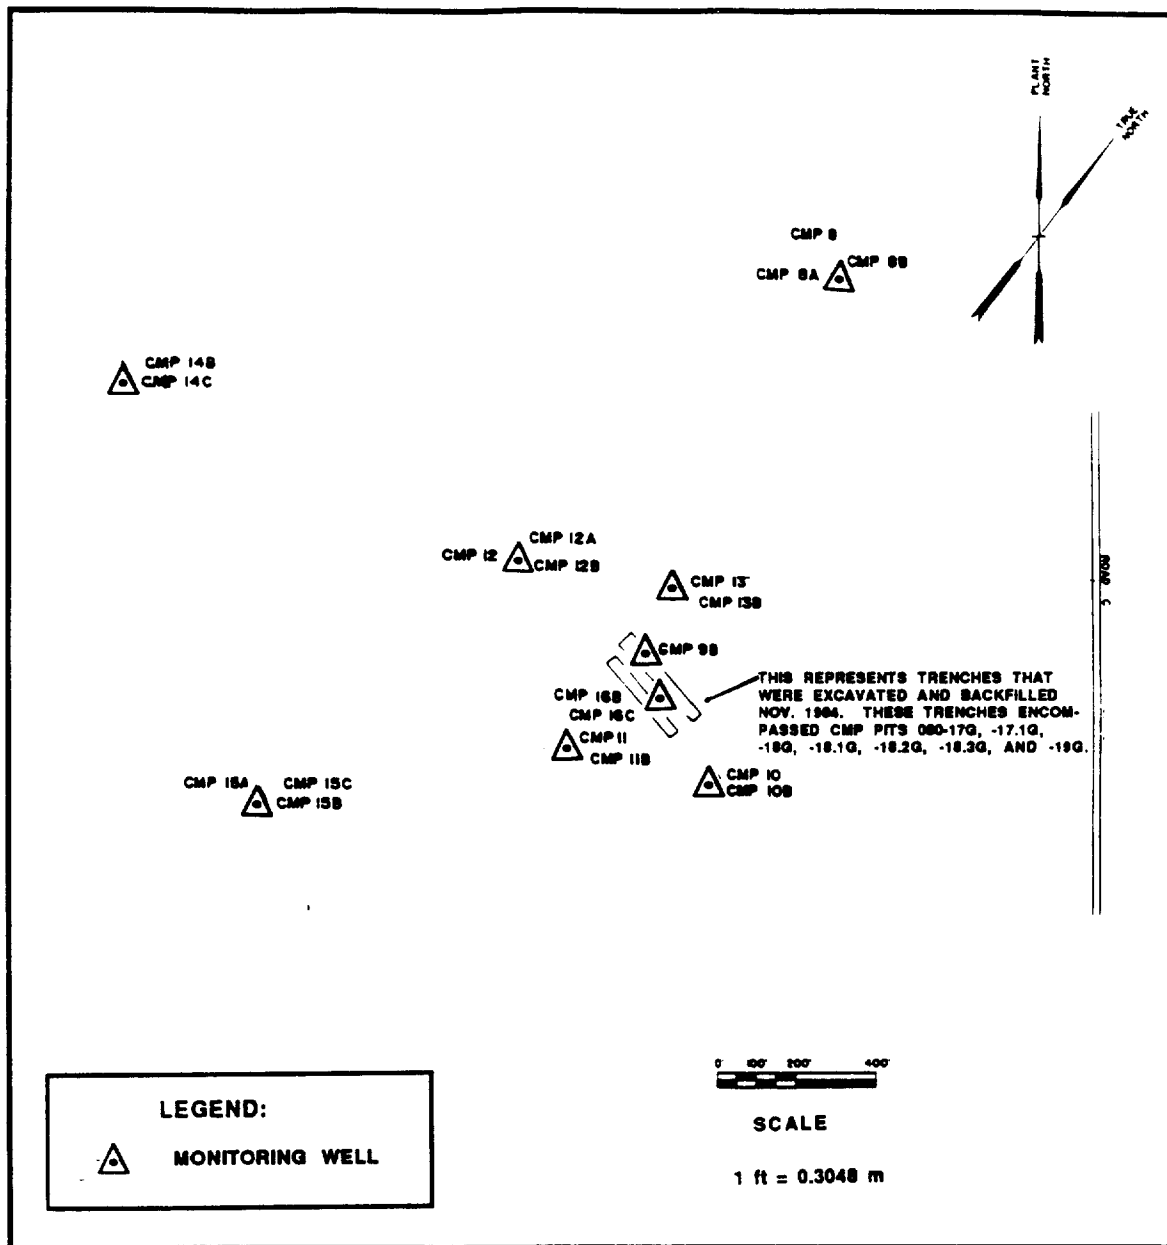 PLANT
NORTH
TRUE
NORTH
CMP 8
CMP 8A
CMP 8B
CMP 14B
CMP 14C
CMP 12A
CMP 12
CMP 12B
CMP 13
CMP 13B
ROAD C
CMP 9B
THIS REPRESENTS TRENCHES THAT
WERE EXCAVATED AND BACKFILLED
NOV. 1984. THESE TRENCHES ENCOM-
PASSED CMP PITS 080-17G, -17.1G,
-18G, -18.1G, -18.2G, -18.3G, AND -19G.
CMP 16B
CMP 16C
CMP 11
CMP 11B
CMP 10
CMP 10B
CMP 15A
CMP 15C
CMP 15B
0' 100' 200' 400'
SCALE
1 ft = 0.3048 m
LEGEND:
MONITORING WELL